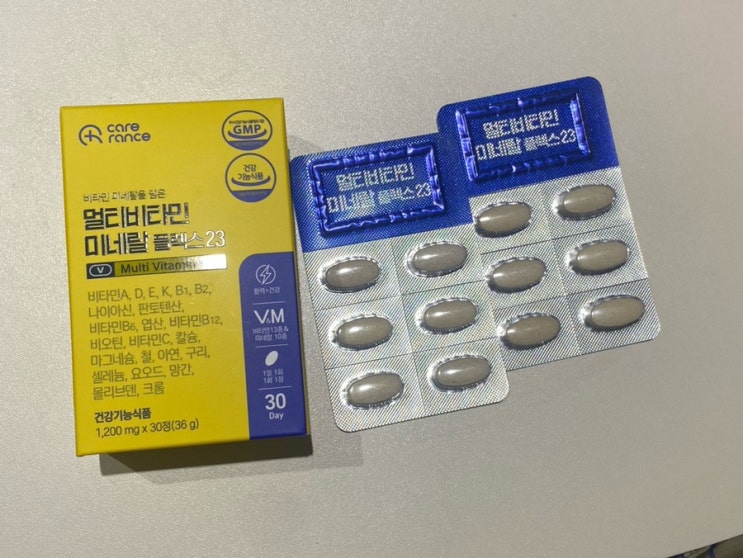 care
rance
GMP
건강
기능식품
비타민 미네랄을 담은
멀티비타민
미네랄 플렉스 23
V Multi Vitamin
비타민A, D, E, K, B1, B2,
나이아신, 판토텐산,
비타민B6, 엽산, 비타민B12,
비오틴, 비타민C, 칼슘,
마그네슘, 철, 아연, 구리,
셀레늄, 요오드, 망간,
몰리브덴, 크롬
건강기능식품
1,200 mg x 30정(36 g)
활력+건강
V&M
비타민 13종 &
미네랄 10종
1일 1회
1회 1정
30
Day
멀티비타민
미네랄 플렉스 23
멀티비타민
미네랄 플렉스 23